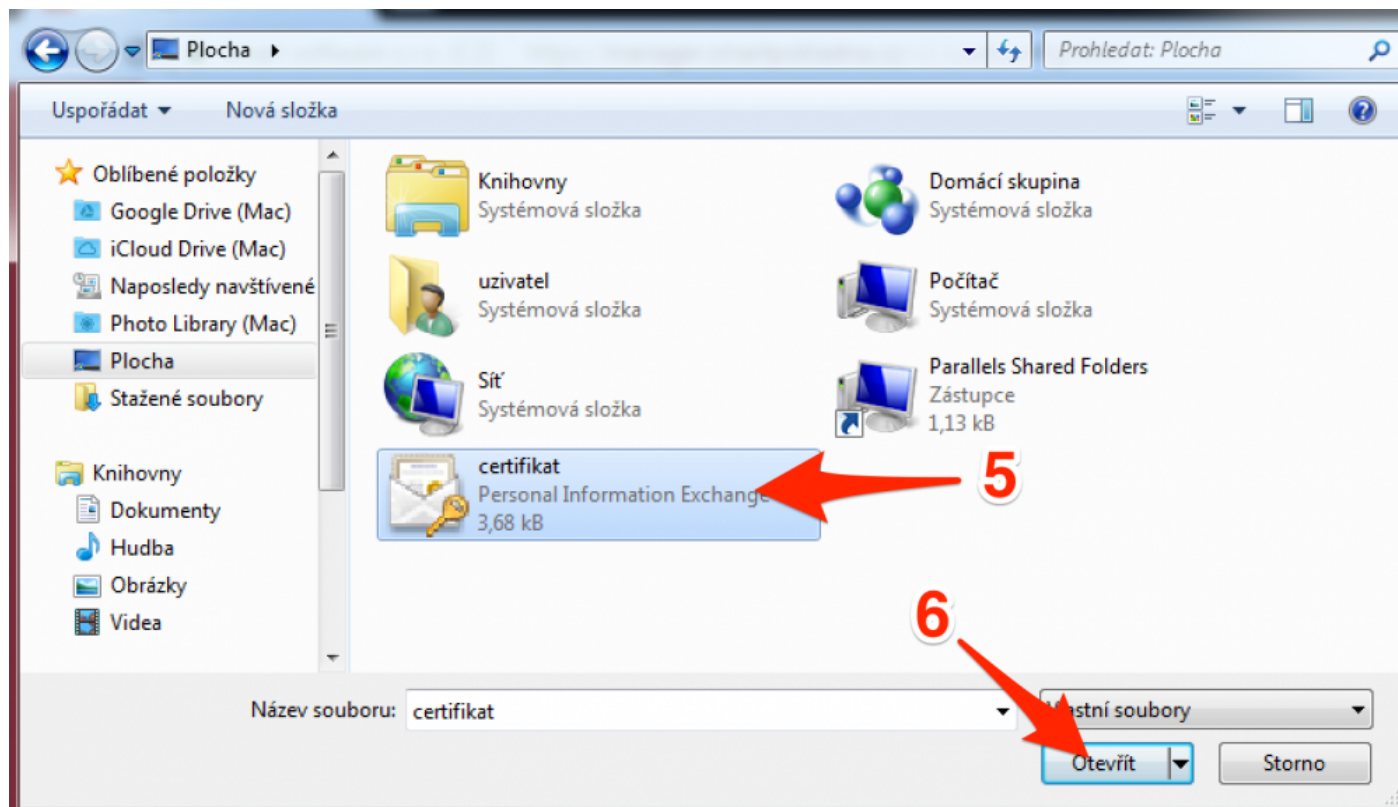 Plocha
Prohledat: Plocha
Uspořádat
Nová složka
Oblíbené položky
Google Drive (Mac)
iCloud Drive (Mac)
Naposledy navštívené
Photo Library (Mac)
Plocha
Stažené soubory
Knihovny
Dokumenty
Hudba
Obrázky
Videa
Knihovny
Systémová složka
Domácí skupina
Systémová složka
uzivatel
Systémová složka
Počítač
Systémová složka
Síť
Systémová složka
Parallels Shared Folders
Zástupce
1,13 kB
certifikat
Personal Information Exchange
3,68 kB
5
6
Název souboru:
certifikat
soubory
Otevřít
Storno